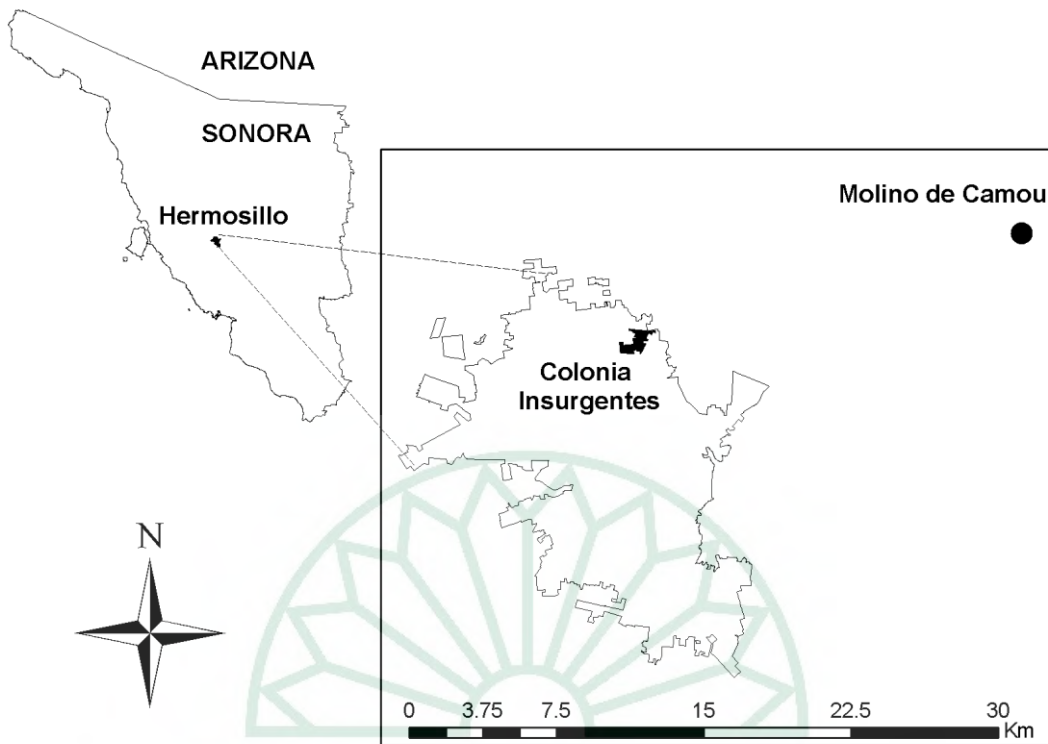 ARIZONA
SONORA
Hermosillo
Molino de Camou
Colonia
Insurgentes
N
0 3.75 7.5 15 22.5 30
Km